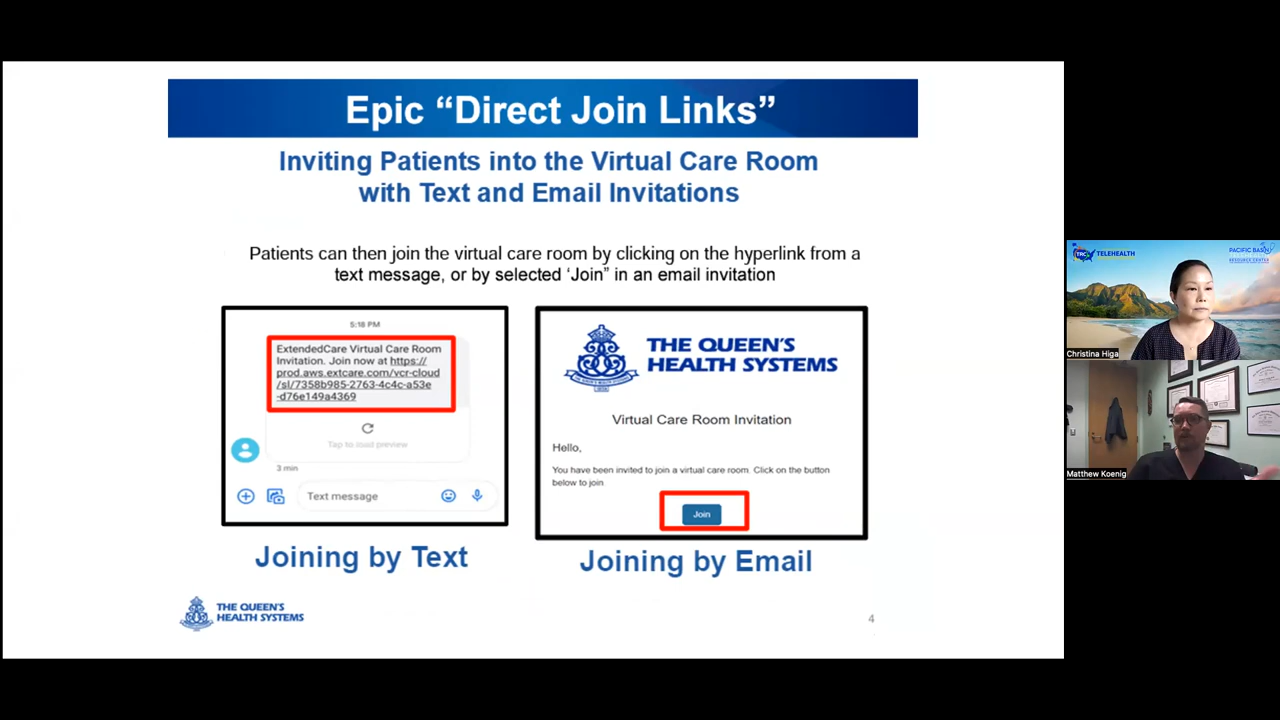 Epic “Direct Join Links”
Inviting Patients into the Virtual Care Room
with Text and Email Invitations
Patients can then join the virtual care room by clicking on the hyperlink from a
text message, or by selected ‘Join” in an email invitation
5:18 PM
ExtendedCare Virtual Care Room
Invitation. Join now at https://
prod.aws.extcare.com/vcr-cloud
/sl/7358b985-2763-4c4c-a53e
-d76e149a4369
Tap to load preview
3 min
Text message
Joining by Text
THE QUEEN'S
HEALTH SYSTEMS
Virtual Care Room Invitation
Hello,
You have been invited to join a virtual care room. Click on the button
below to join
Join
Joining by Email
THE QUEEN'S
HEALTH SYSTEMS
4
TELEHEALTH
PACIFIC BASIN
Christina Higa
Matthew Koenig